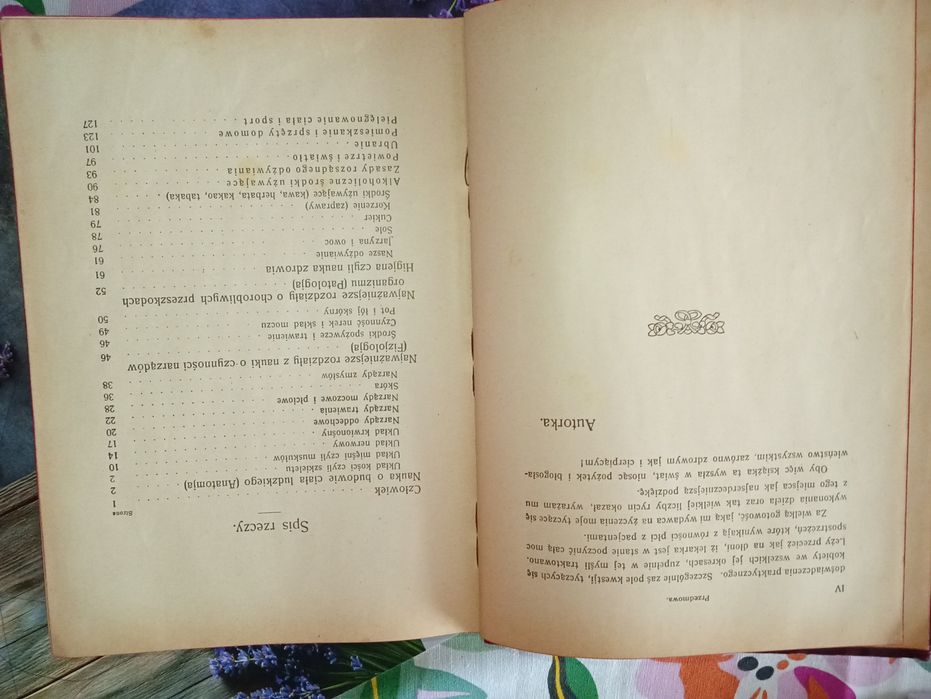 IV
Przedmowa.
doświadczenia praktycznego. Szczególnie zaś pole kwestji, tyczących się
kobiety we wszelkich jej okresach, zupełnie w tej myśli traktowano.
Leży przecież jak na dłoni, iż lekarka jest w stanie poczynić całą moc
spostrzeżeń, które wynikają z równości płci z pacjentami.
Za wielką gotowość, jaką mi wydawca na życzenia moje tyczące się
wykonania dzieła oraz tak wielkiej liczby rycin okazał, wyrażam mu
z tego miejsca jak najserdeczniejszą podziękę.
Oby więc książka ta wyszła w świat, niosąc pożytek i błogosła-
wieństwo wszystkim, zarówno zdrowym jak i cierpiącym!
Autorka.
Spis rzeczy.
Strona
Człowiek . . . 1
Nauka o budowie ciała ludzkiego (Anatomja) . . . 2
Układ kości czyli szkieletu . . . 2
Układ mięśni czyli muskułów . . . 10
Układ nerwowy . . . 14
Układ krwionośny . . . 17
Narządy oddechowe . . . 20
Narządy trawienia . . . 22
Narządy moczowe i płciowe . . . 28
Skóra . . . 36
Narządy zmysłów . . . 38
Najważniejsze rozdziały z nauki o czynności narządów
(Fizjologja) . . . 46
Środki spożywcze i trawienie . . . 46
Czynność nerek i skład moczu . . . 49
Pot i łój skórny . . . 50
Najważniejsze rozdziały o chorobliwych przeszkodach
organizmu (Patologja) . . . 52
Higjena czyli nauka zdrowia . . . 61
Nasze odżywianie . . . 61
Jarzyna i owoc . . . 76
Sole . . . 78
Cukier . . . 79
Korzenie (zaprawy) . . . 81
Środki używające (kawa, herbata, kakao, tabaka) . . . 84
Alkoholiczne środki używające . . . 90
Zasady rozsądnego odżywiania . . . 93
Powietrze i światło . . . 97
Ubranie . . . 101
Pomieszkanie i sprzęty domowe . . . 123
Pielęgnowanie ciała i sport . . . 127